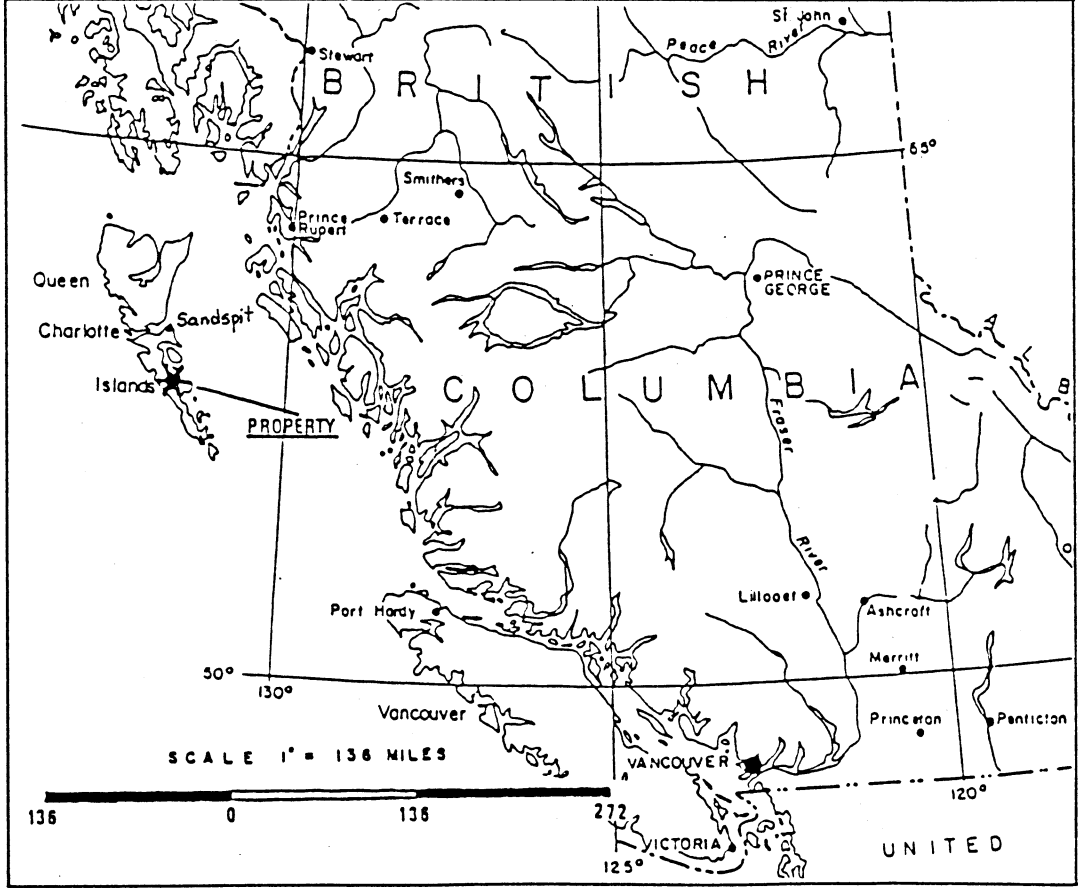 St. John
Peace River
Stewart
BRITISH
55°
Smithers
Prince
Rupert
Terrace
Queen
PRINCE
GEORGE
Charlotte
Sandspit
Islands
COLUMBIA
A
L
B
PROPERTY
Fraser
River
Port Hardy
Lillooet
Ashcroft
Merritt
50°
130°
Vancouver
Princeton
Penticton
SCALE 1" = 136 MILES
VANCOUVER
136 0 136 272
120°
VICTORIA
125°
UNITED